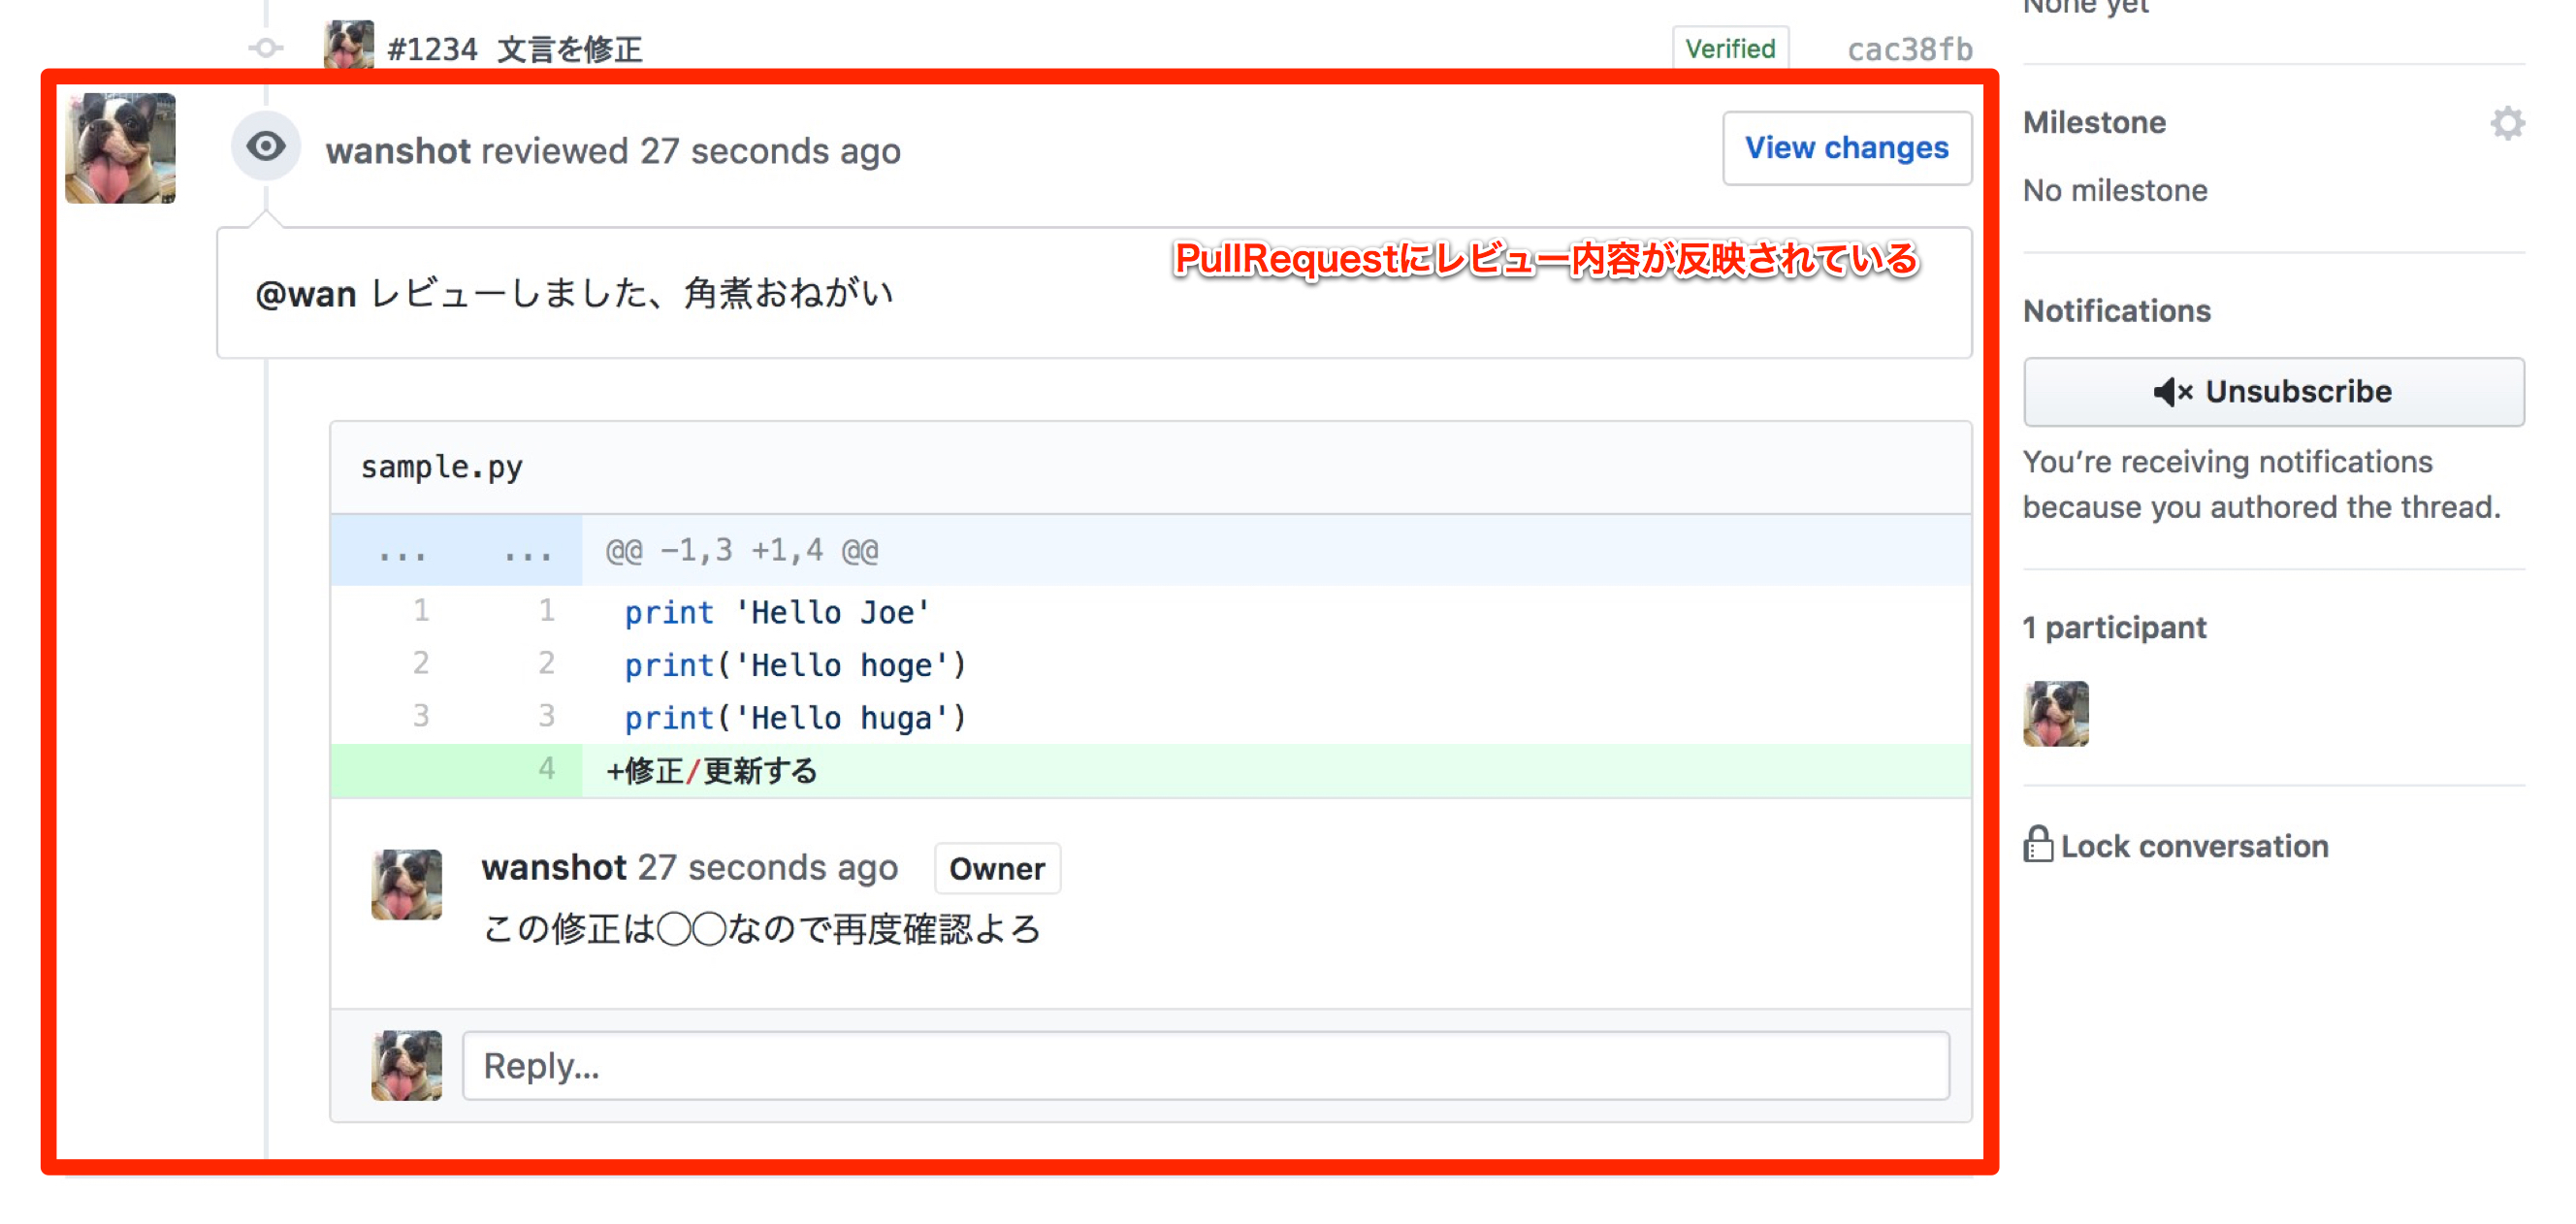 None yet
#1234 文言を修正
Verified
cac38fb
wanshot reviewed 27 seconds ago
View changes
PullRequestにレビュー内容が反映されている
@wan レビューしました、角煮おねがい
sample.py
... ... @@ −1,3 +1,4 @@
1 1 print 'Hello Joe'
2 2 print('Hello hoge')
3 3 print('Hello huga')
4 +修正/更新する
wanshot 27 seconds ago Owner
この修正は◯◯なので再度確認よろ
Reply...
Milestone
No milestone
Notifications
Unsubscribe
You’re receiving notifications
because you authored the thread.
1 participant
Lock conversation